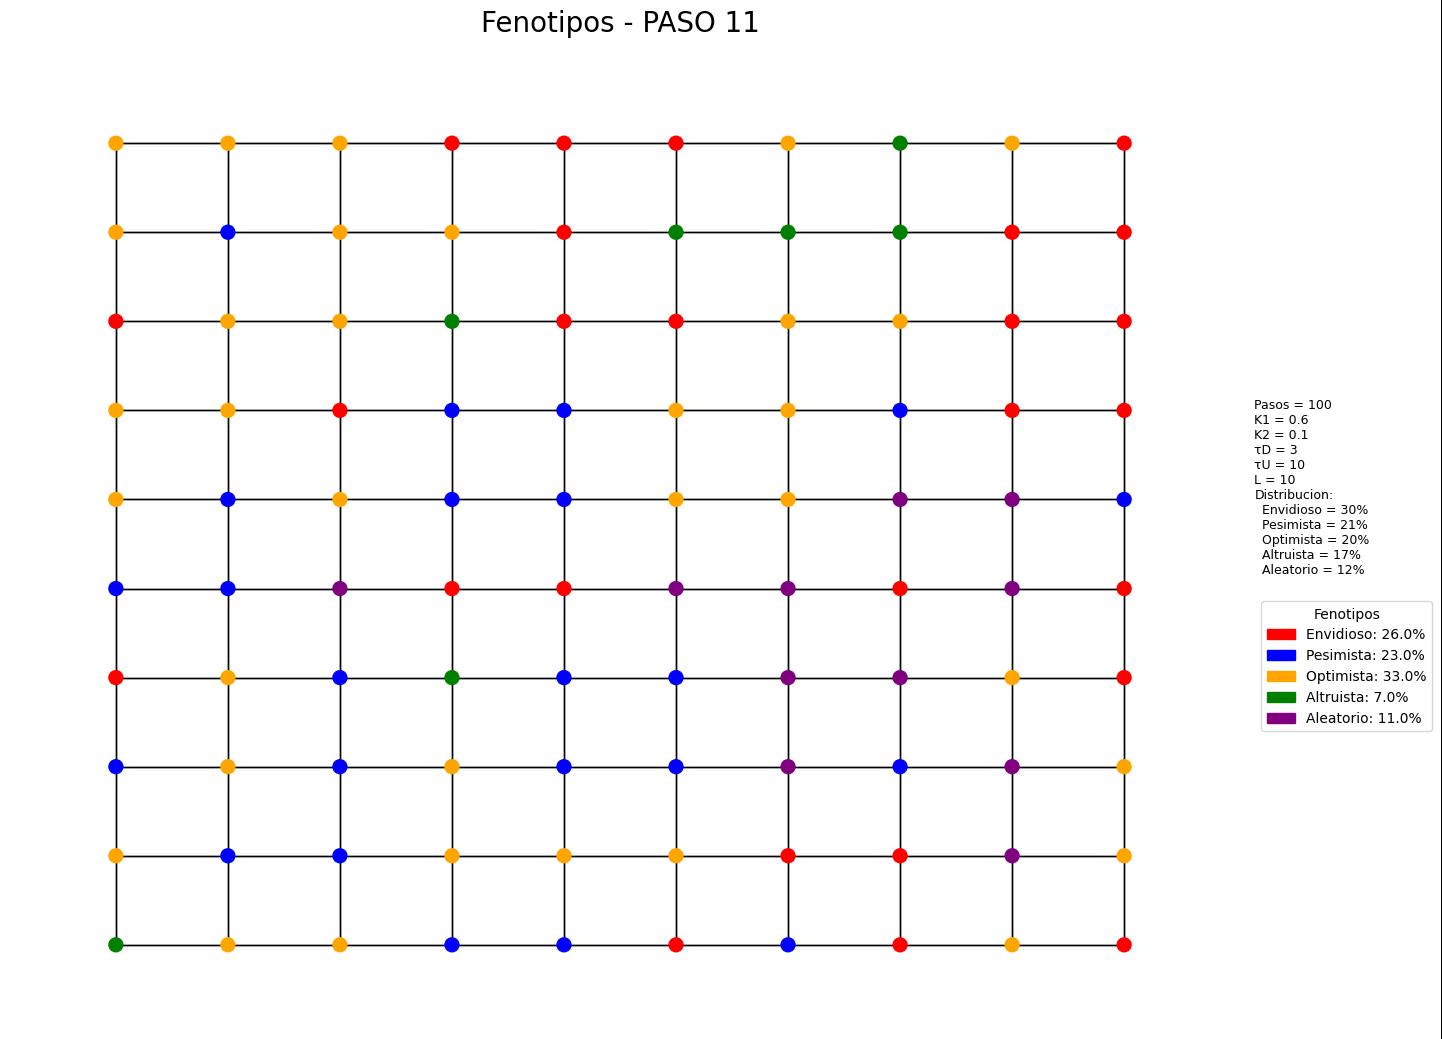 Fenotipos - PASO 11
Pasos = 100
K1 = 0.6
K2 = 0.1
τD = 3
τU = 10
L = 10
Distribucion:
Envidioso = 30%
Pesimista = 21%
Optimista = 20%
Altruista = 17%
Aleatorio = 12%
Fenotipos
Envidioso: 26.0%
Pesimista: 23.0%
Optimista: 33.0%
Altruista: 7.0%
Aleatorio: 11.0%